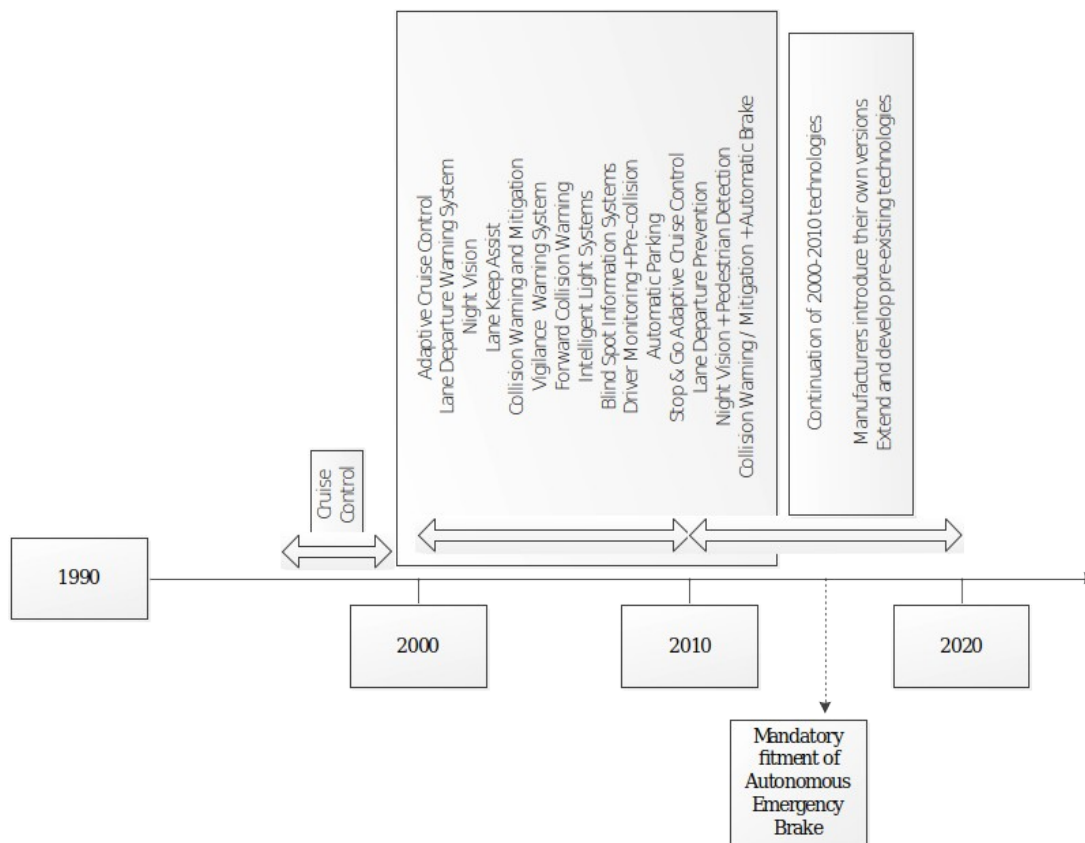 1990
Cruise
Control
Adaptive Cruise Control
Lane Departure Warning System
Night Vision
Lane Keep Assist
Collision Warning and Mitigation
Vigilance Warning System
Forward Collision Warning
Intelligent Light Systems
Blind Spot Information Systems
Driver Monitoring+Pre-collision
Automatic Parking
Stop & Go Adaptive Cruise Control
Lane Departure Prevention
Night Vision +Pedestrian Detection
Collision Warning / Mitigation +Automatic Brake
Continuation of 2000-2010 technologies
Manufacturers introduce their own versions
Extend and develop pre-existing technologies
2000
2010
2020
Mandatory
fitment of
Autonomous
Emergency
Brake